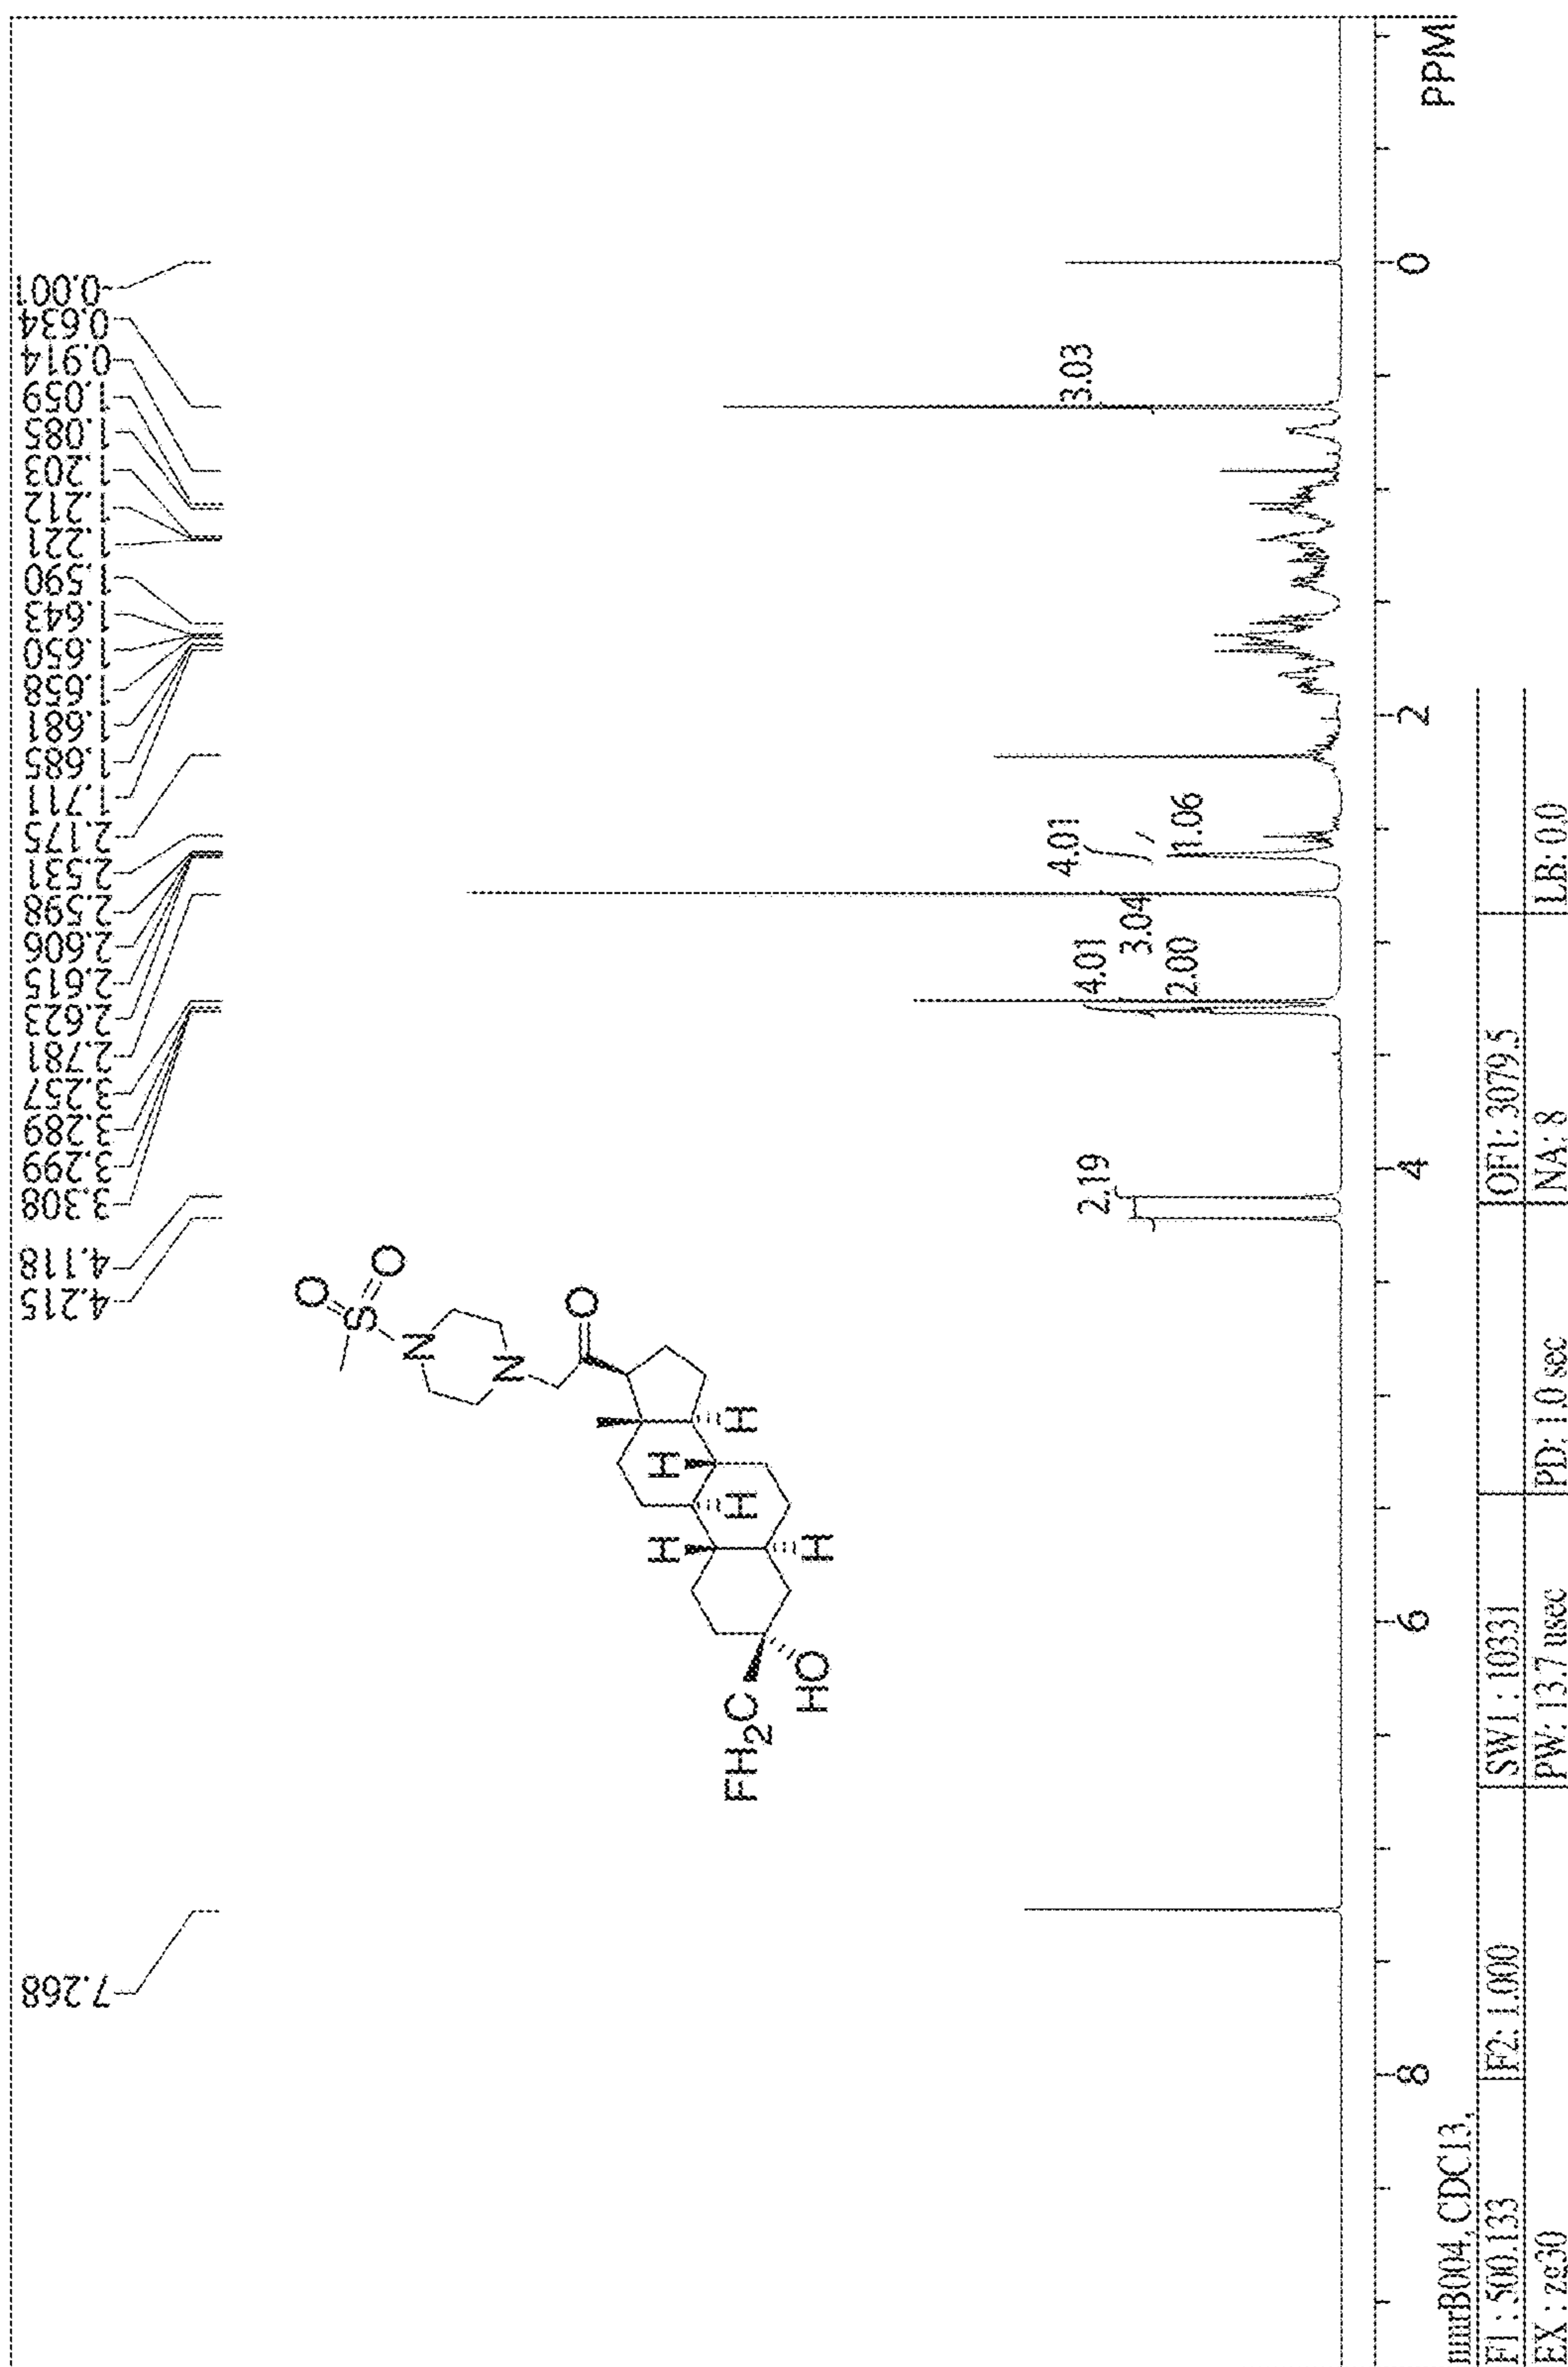 7.268
4.215
4.118
3.308
3.299
3.289
3.257
2.781
2.623
2.615
2.606
2.598
2.531
2.175
1.711
1.685
1.681
1.658
1.650
1.643
1.590
1.221
1.212
1.203
1.085
1.059
0.914
0.634
0.001
O
O
S
N
N
O
H
H
H
H
H
FH2C
HO
2.19
4.01
3.04
2.00
4.01
1.06
3.03
8
6
4
2
0
PPM
nmrB004, CDC13,
F1: 500.133 F2: 1.000 SW1: 10331 OF1: 3079.5
EX: zg30 PW: 13.7 usec PD: 1.0 sec NA: 8 LB: 0.0